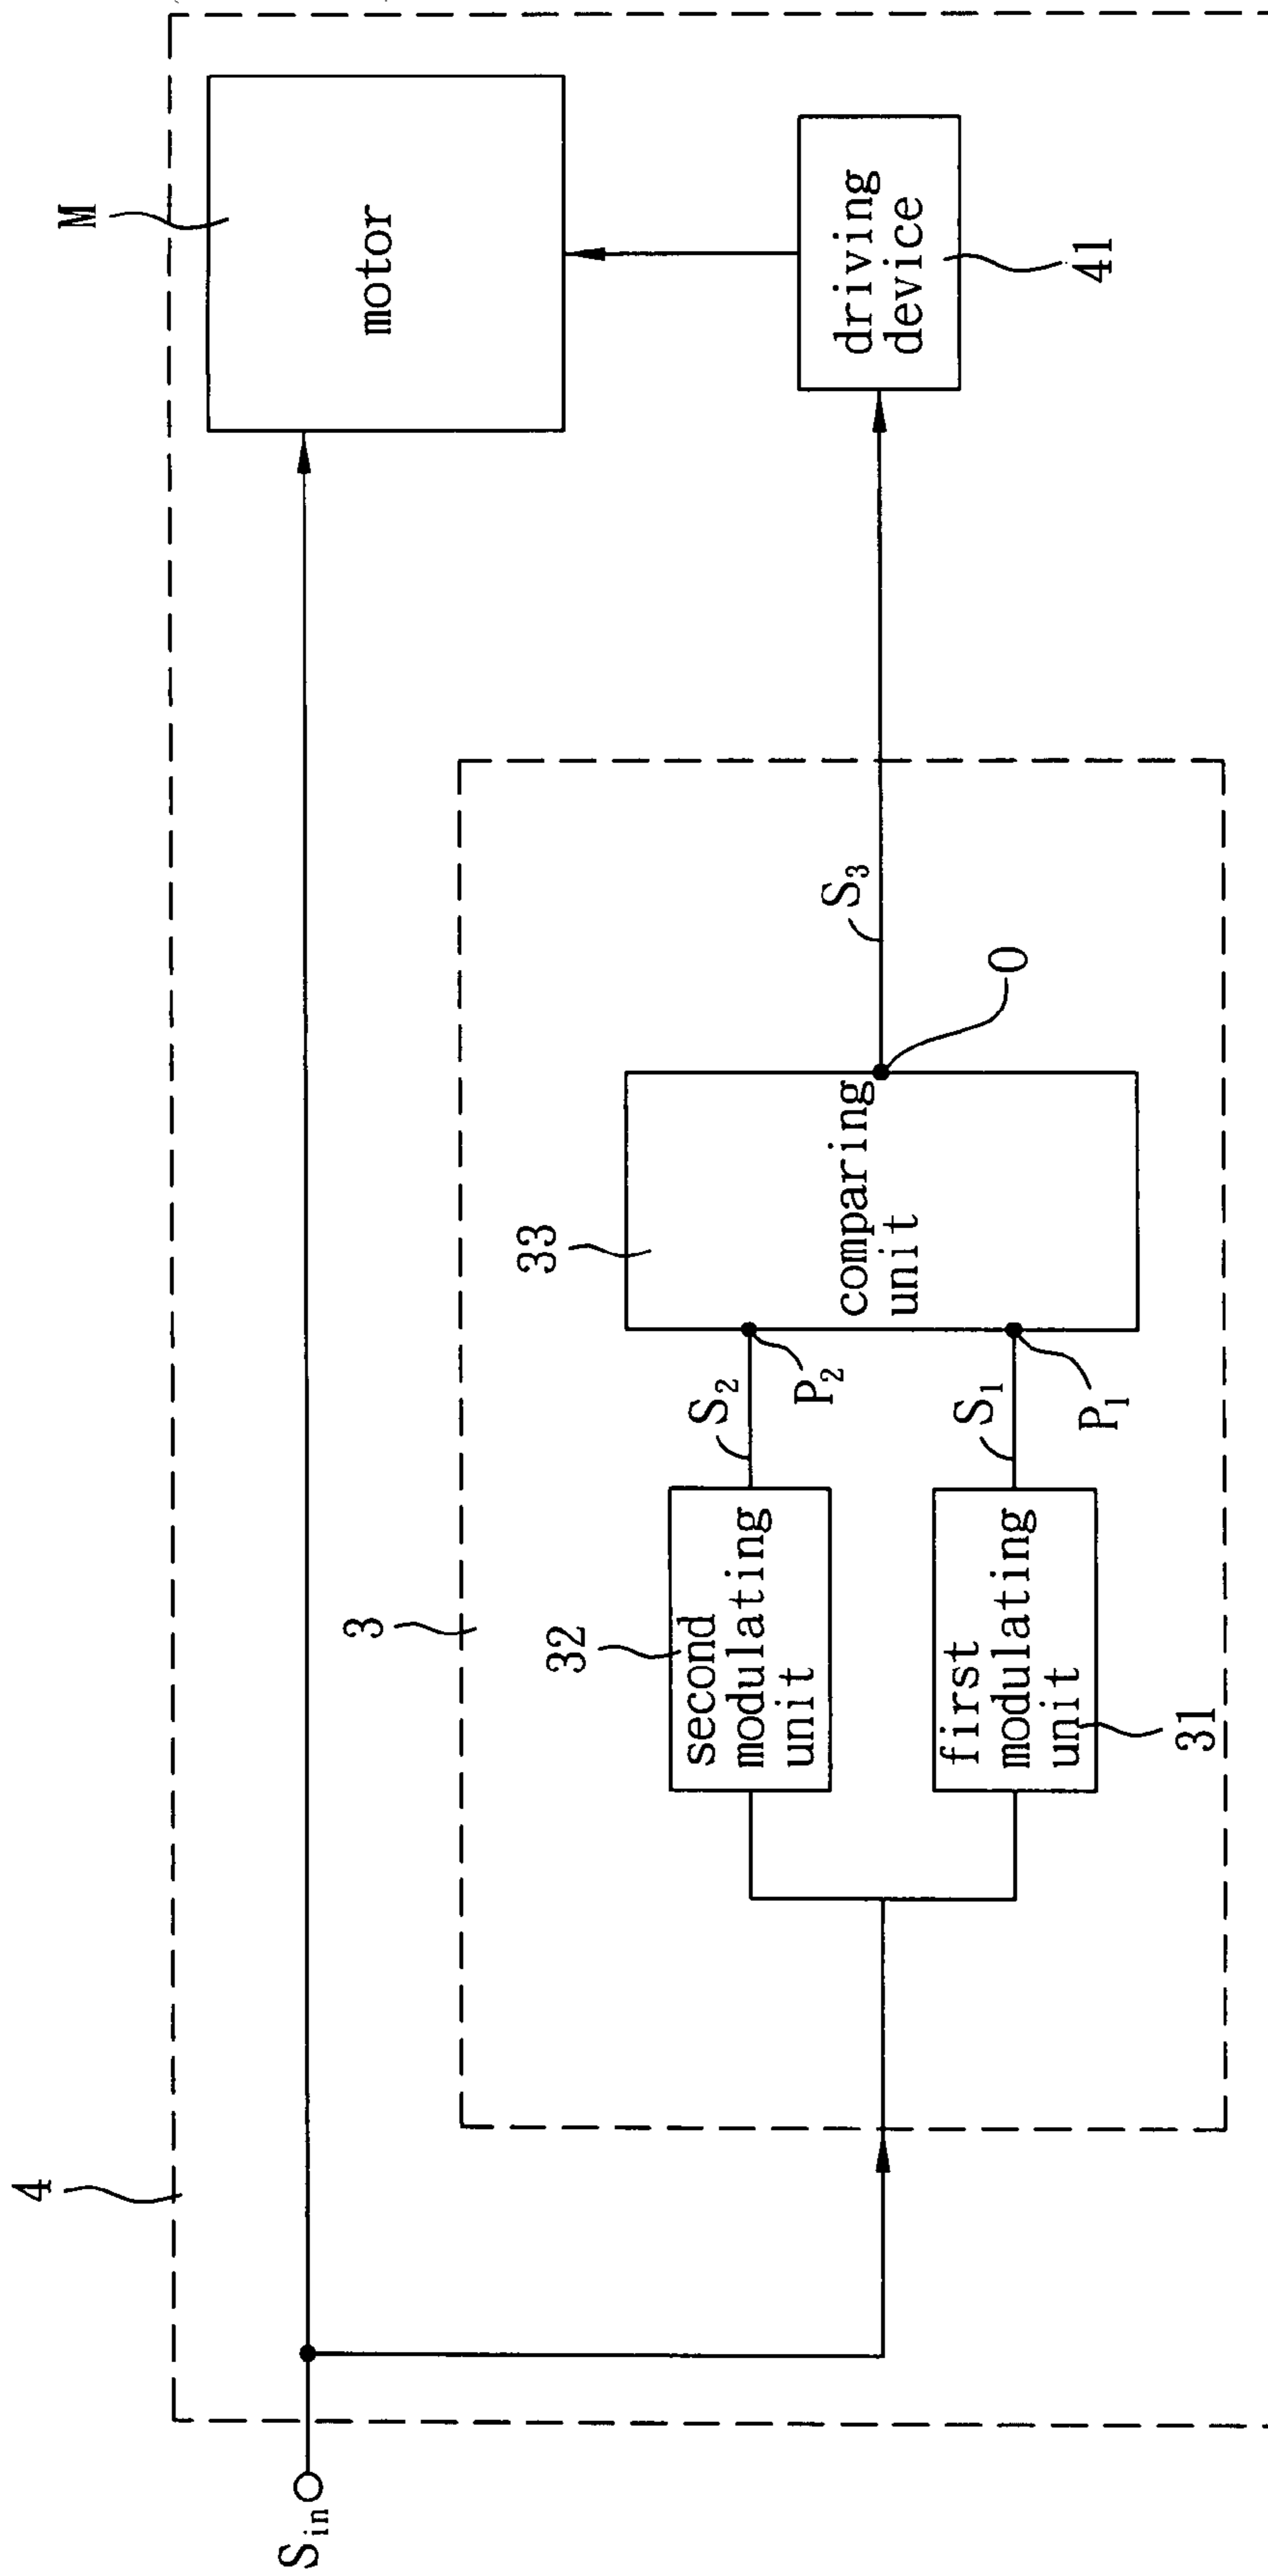 4
M
motor
driving
device
41
3
S3
O
33
comparing
unit
S2
P2
S1
P1
32
second
modulating
unit
first
modulating
unit
31
Sin